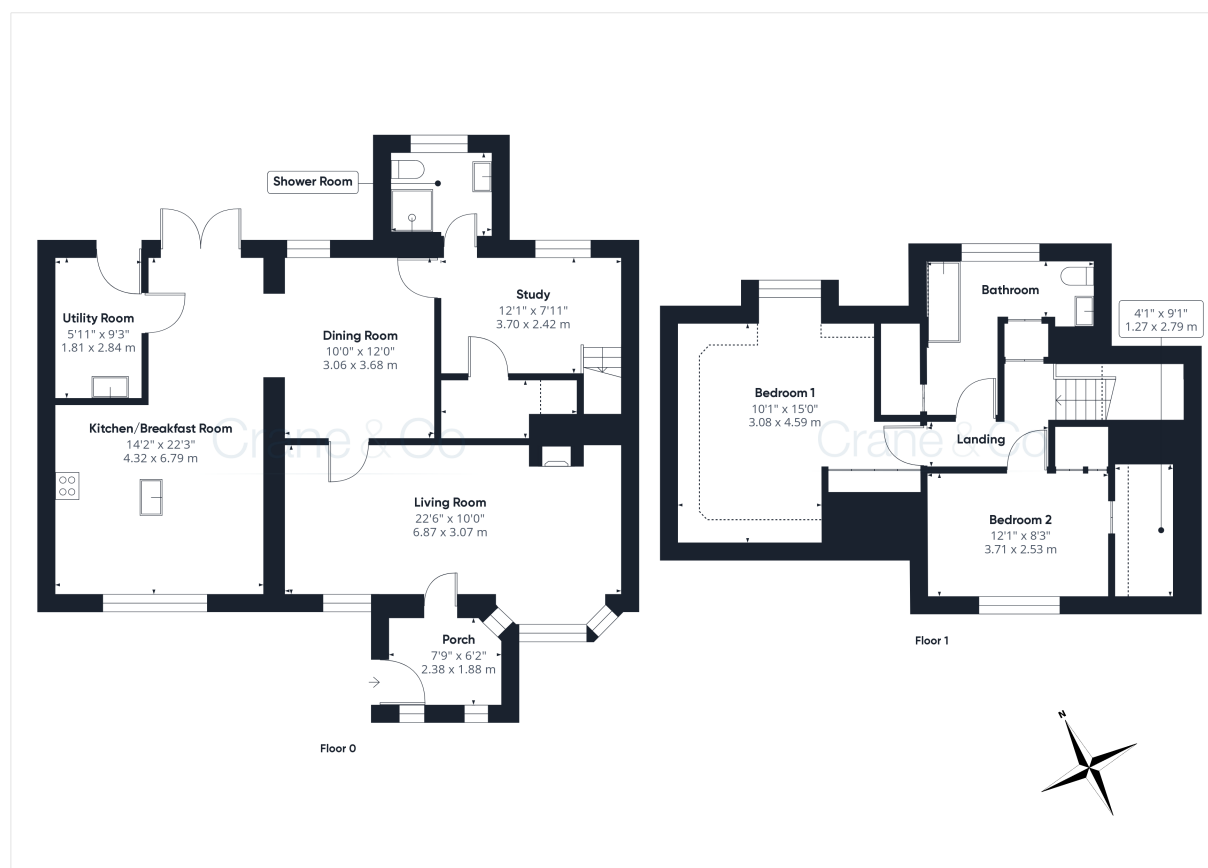 Shower Room
Utility Room
5'11" x 9'3"
1.81 x 2.84 m
Study
12'1" x 7'11"
3.70 x 2.42 m
Dining Room
10'0" x 12'0"
3.06 x 3.68 m
Kitchen/Breakfast Room
14'2" x 22'3"
4.32 x 6.79 m
Crane & Co
Living Room
22'6" x 10'0"
6.87 x 3.07 m
Porch
7'9" x 6'2"
2.38 x 1.88 m
Floor 0
Bathroom
4'1" x 9'1"
1.27 x 2.79 m
Bedroom 1
10'1" x 15'0"
3.08 x 4.59 m
Crane & Co
Landing
Bedroom 2
12'1" x 8'3"
3.71 x 2.53 m
Floor 1
N